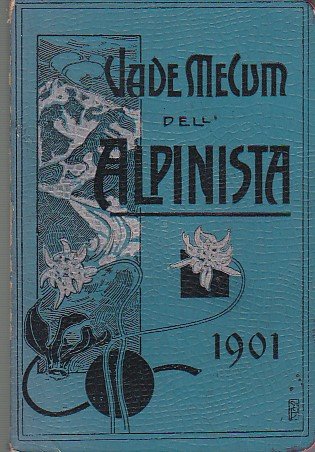 VADE MECUM
DELL'
ALPINISTA
1901